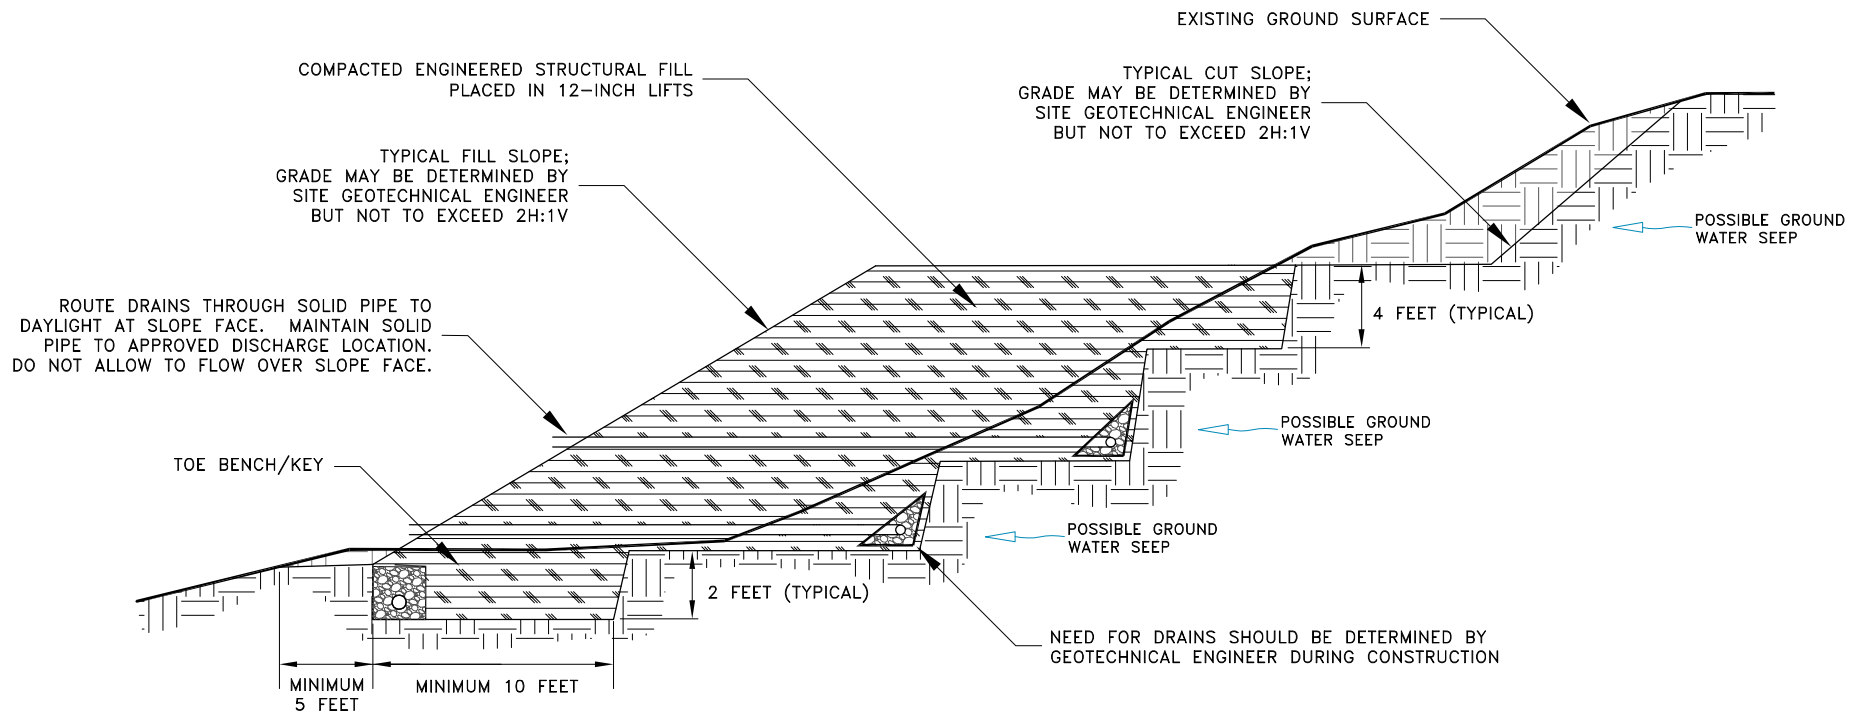 EXISTING GROUND SURFACE
COMPACTED ENGINEERED STRUCTURAL FILL
PLACED IN 12-INCH LIFTS
TYPICAL CUT SLOPE;
GRADE MAY BE DETERMINED BY
SITE GEOTECHNICAL ENGINEER
BUT NOT TO EXCEED 2H:1V
TYPICAL FILL SLOPE;
GRADE MAY BE DETERMINED BY
SITE GEOTECHNICAL ENGINEER
BUT NOT TO EXCEED 2H:1V
POSSIBLE GROUND
WATER SEEP
ROUTE DRAINS THROUGH SOLID PIPE TO
DAYLIGHT AT SLOPE FACE. MAINTAIN SOLID
PIPE TO APPROVED DISCHARGE LOCATION.
DO NOT ALLOW TO FLOW OVER SLOPE FACE.
4 FEET (TYPICAL)
POSSIBLE GROUND
WATER SEEP
TOE BENCH/KEY
POSSIBLE GROUND
WATER SEEP
2 FEET (TYPICAL)
NEED FOR DRAINS SHOULD BE DETERMINED BY
GEOTECHNICAL ENGINEER DURING CONSTRUCTION
MINIMUM
5 FEET
MINIMUM 10 FEET